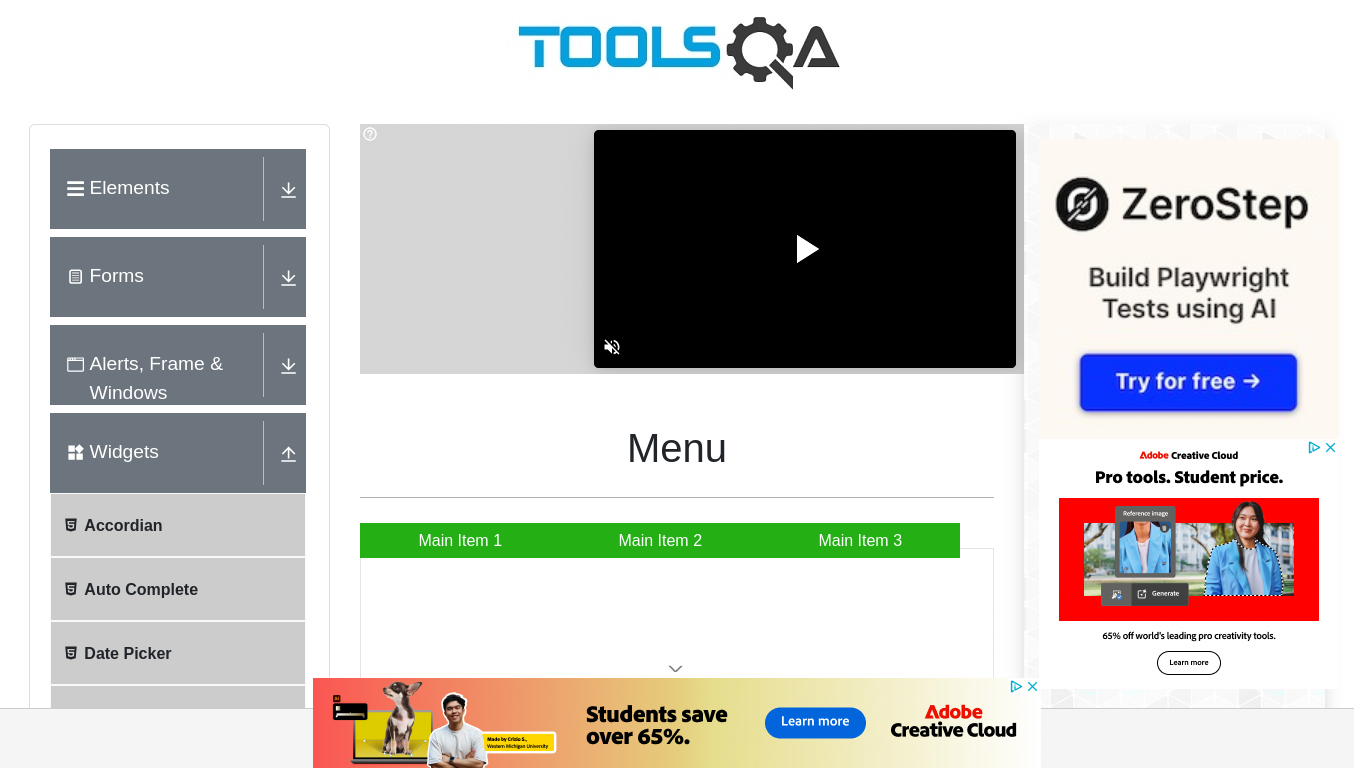 TOOLSQA
Elements
Forms
Alerts, Frame &
Windows
Widgets
Accordian
Auto Complete
Date Picker
Menu
Main Item 1
Main Item 2
Main Item 3
ZeroStep
Build Playwright
Tests using AI
Try for free →
Adobe Creative Cloud
Pro tools. Student price.
Reference image
Generate
65% off world's leading pro creativity tools.
Learn more
Made by Crizio S.,
Western Michigan University
Students save
over 65%.
Learn more
Adobe
Creative Cloud